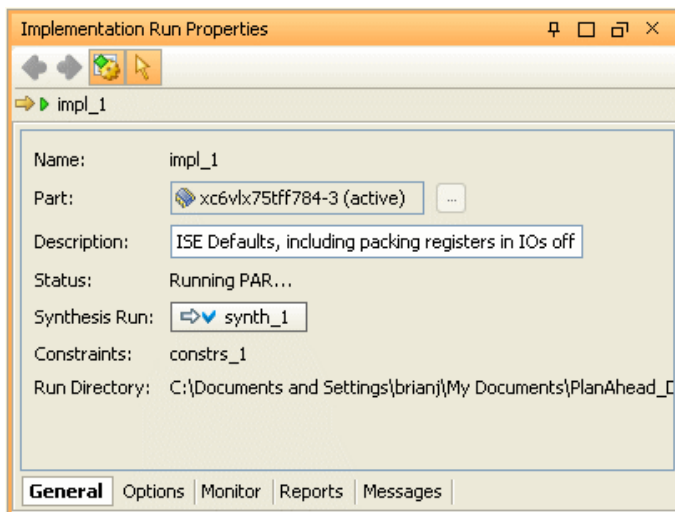 Implementation Run Properties
impl_1
Name: impl_1
Part: xc6vlx75tff784-3 (active) ...
Description: ISE Defaults, including packing registers in IOs off
Status: Running PAR...
Synthesis Run: synth_1
Constraints: constrs_1
Run Directory: C:\Documents and Settings\brianj\My Documents\PlanAhead_D
General Options Monitor Reports Messages